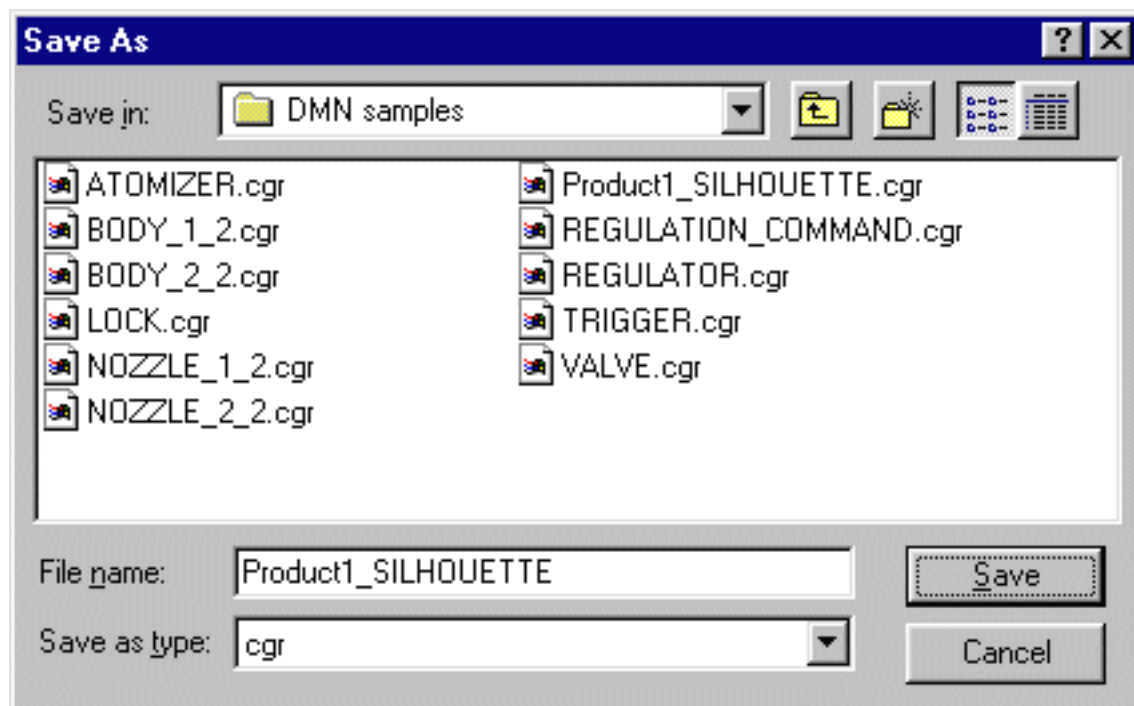 Save As
Save in: DMN samples
ATOMIZER.cgr
BODY_1_2.cgr
BODY_2_2.cgr
LOCK.cgr
NOZZLE_1_2.cgr
NOZZLE_2_2.cgr
Product1_SILHOUETTE.cgr
REGULATION_COMMAND.cgr
REGULATOR.cgr
TRIGGER.cgr
VALVE.cgr
File name: Product1_SILHOUETTE
Save
Save as type: cgr
Cancel